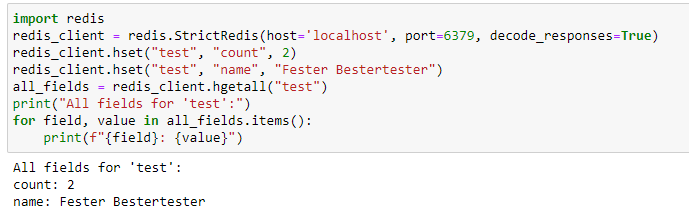 import redis
redis_client = redis.StrictRedis(host='localhost', port=6379, decode_responses=True)
redis_client.hset("test", "count", 2)
redis_client.hset("test", "name", "Fester Bestertester")
all_fields = redis_client.hgetall("test")
print("All fields for 'test':")
for field, value in all_fields.items():
    print(f"{field}: {value}")
All fields for 'test':
count: 2
name: Fester Bestertester